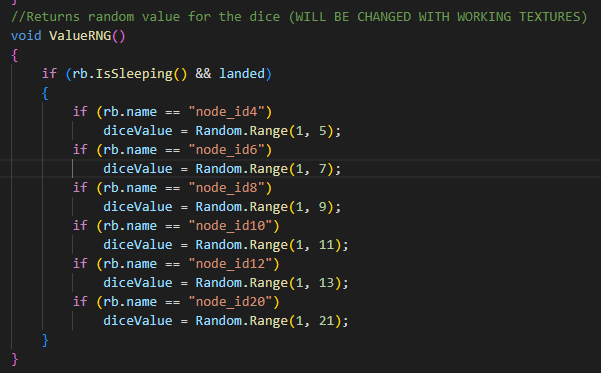 }
//Returns random value for the dice (WILL BE CHANGED WITH WORKING TEXTURES)
void ValueRNG()
{
    if (rb.IsSleeping() && landed)
    {
        if (rb.name == "node_id4")
            diceValue = Random.Range(1, 5);
        if (rb.name == "node_id6")
            diceValue = Random.Range(1, 7);
        if (rb.name == "node_id8")
            diceValue = Random.Range(1, 9);
        if (rb.name == "node_id10")
            diceValue = Random.Range(1, 11);
        if (rb.name == "node_id12")
            diceValue = Random.Range(1, 13);
        if (rb.name == "node_id20")
            diceValue = Random.Range(1, 21);
    }
}